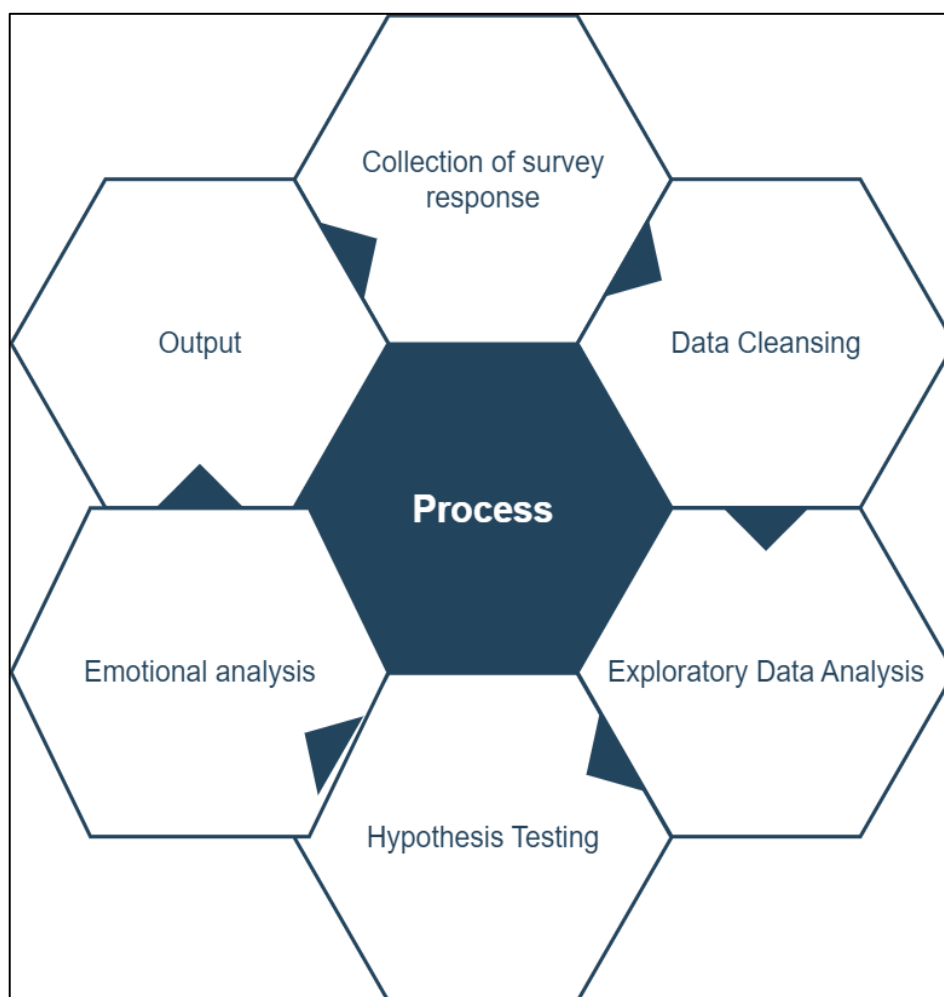 Collection of survey
response
Data Cleansing
Output
Process
Emotional analysis
Exploratory Data Analysis
Hypothesis Testing